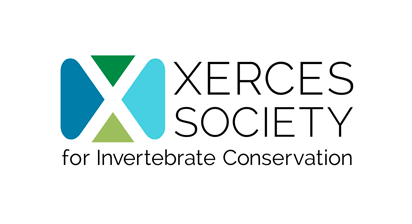 XERCES
SOCIETY
for Invertebrate Conservation